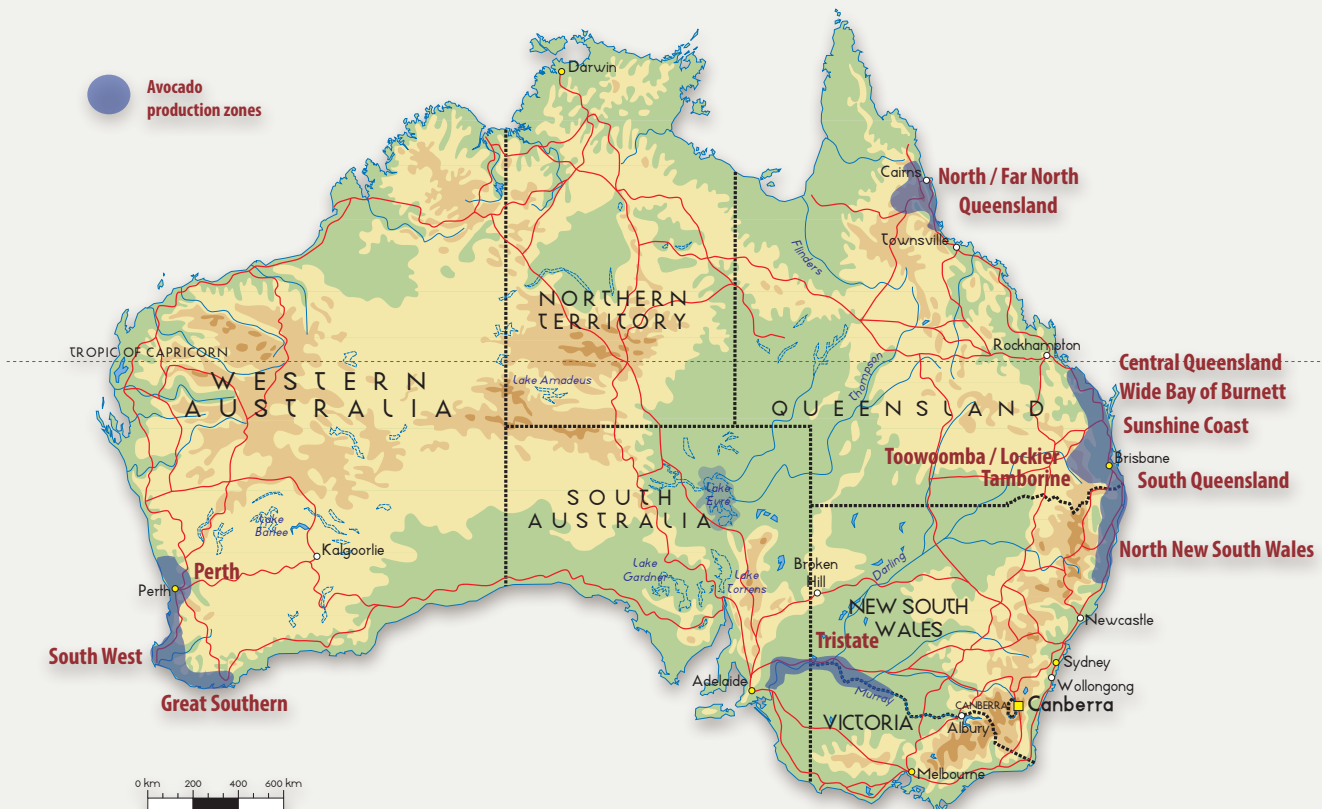 Darwin
Avocado
production zones
Cairns
North / Far North
Queensland
Townsville
Flinders
NORTHERN
TERRITORY
Rockhampton
TROPIC OF CAPRICORN
Central Queensland
Thompson
WESTERN
AUSTRALIA
Lake Amadeus
Wide Bay of Burnett
QUEENSLAND
Sunshine Coast
Toowoomba / Lockier
Tamborine
Brisbane
South Queensland
Lake
Eyre
SOUTH
AUSTRALIA
Lake
Barlee
Kalgoorlie
North New South Wales
Perth
Perth
Lake
Gardner
Lake
Torrens
Broken
Hill
Darling
NEW SOUTH
WALES
Newcastle
Tristate
South West
Sydney
Adelaide
Wollongong
Murray
Great Southern
CANBERRA
Canberra
VICTORIA
Albury
Melbourne
0 km 200 400 600 km